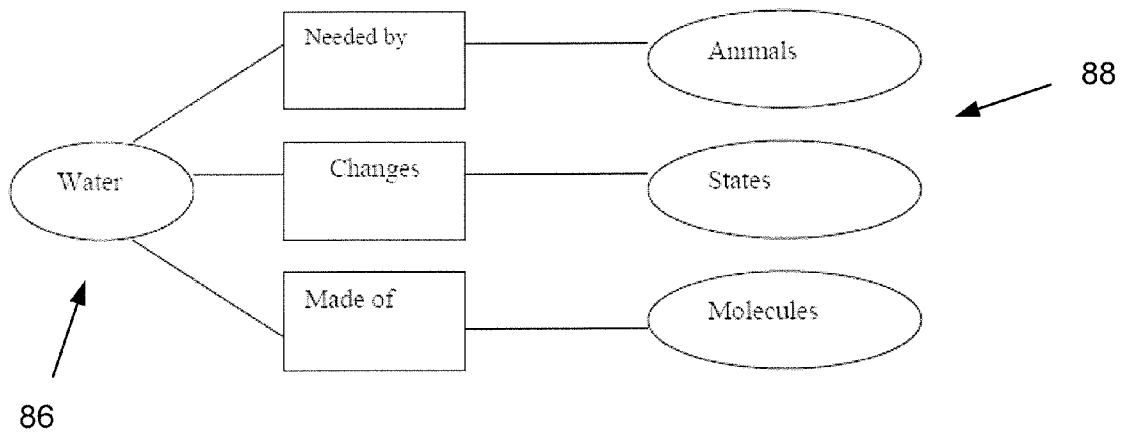 Needed by
Animals
88
Water
Changes
States
Made of
Molecules
86